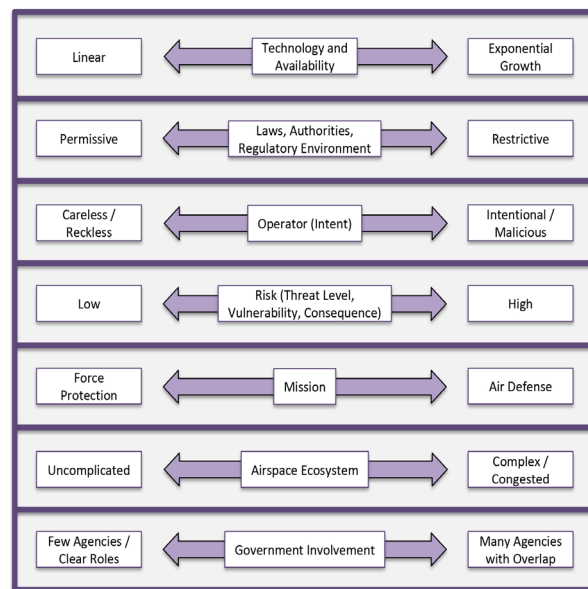 Linear
Technology and
Availability
Exponential
Growth
Permissive
Laws, Authorities,
Regulatory Environment
Restrictive
Careless /
Reckless
Operator (Intent)
Intentional /
Malicious
Low
Risk (Threat Level,
Vulnerability, Consequence)
High
Force
Protection
Mission
Air Defense
Uncomplicated
Airspace Ecosystem
Complex /
Congested
Few Agencies /
Clear Roles
Government Involvement
Many Agencies
with Overlap